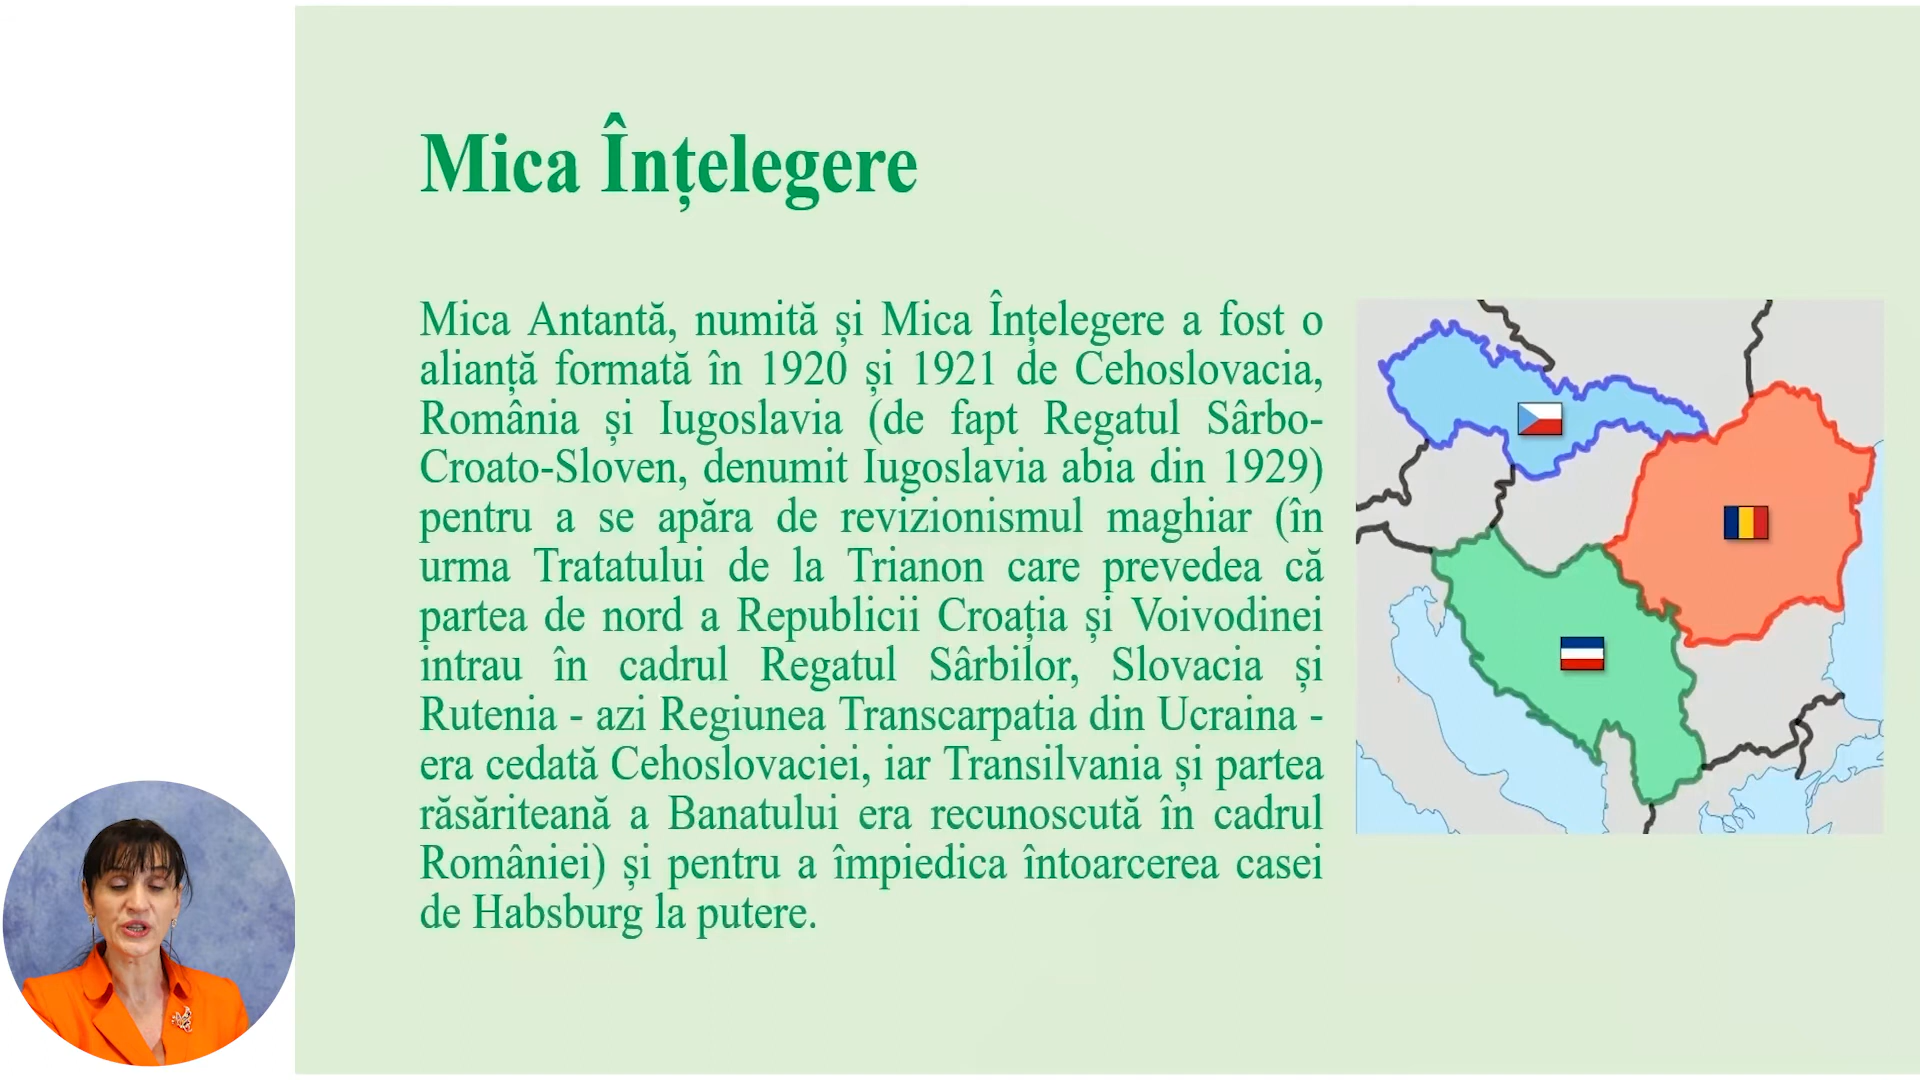 Mica Înțelegere
Mica Antantă, numită și Mica Înțelegere a fost o
alianță formată în 1920 și 1921 de Cehoslovacia,
România și Iugoslavia (de fapt Regatul Sârbo-
Croato-Sloven, denumit Iugoslavia abia din 1929)
pentru a se apăra de revizionismul maghiar (în
urma Tratatului de la Trianon care prevedea că
partea de nord a Republicii Croația și Voivodinei
intrau în cadrul Regatul Sârbilor, Slovacia și
Rutenia - azi Regiunea Transcarpatia din Ucraina -
era cedată Cehoslovaciei, iar Transilvania și partea
răsăriteană a Banatului era recunoscută în cadrul
României) și pentru a împiedica întoarcerea casei
de Habsburg la putere.